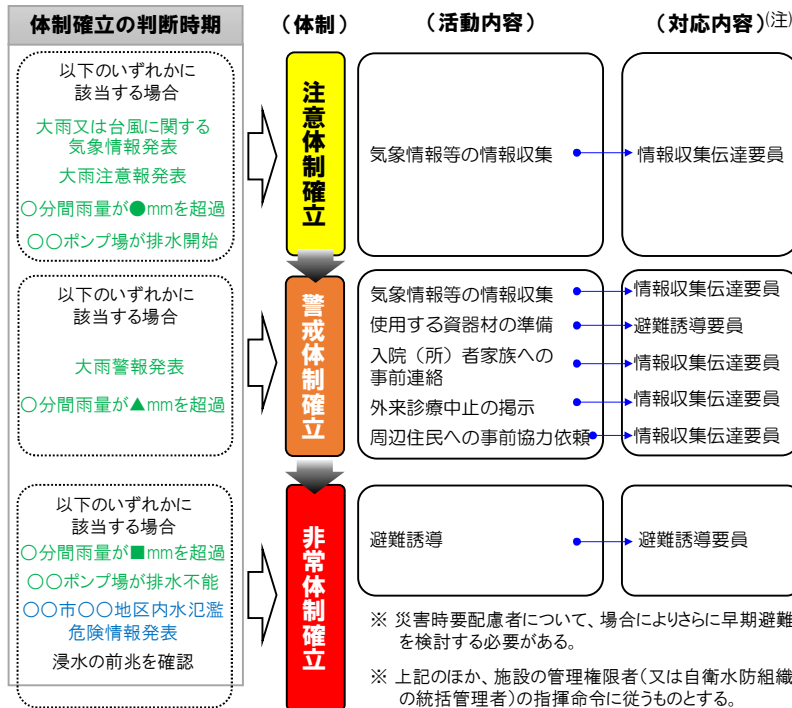 体制確立の判断時期
(体制)
(活動内容)
(対応内容)(注)
以下のいずれかに
該当する場合
大雨又は台風に関する
気象情報発表
大雨注意報発表
〇分間雨量が●mmを超過
〇〇ポンプ場が排水開始
注意体制確立
気象情報等の情報収集
情報収集伝達要員
以下のいずれかに
該当する場合
大雨警報発表
〇分間雨量が▲mmを超過
警戒体制確立
気象情報等の情報収集
情報収集伝達要員
使用する資器材の準備
避難誘導要員
入院（所）者家族への
事前連絡
情報収集伝達要員
外来診療中止の掲示
情報収集伝達要員
周辺住民への事前協力依頼
情報収集伝達要員
以下のいずれかに
該当する場合
〇分間雨量が■mmを超過
〇〇ポンプ場が排水不能
〇〇市〇〇地区内水氾濫
危険情報発表
浸水の前兆を確認
非常体制確立
避難誘導
避難誘導要員
※ 災害時要配慮者について、場合によりさらに早期避難
を検討する必要がある。
※ 上記のほか、施設の管理権限者(又は自衛水防組織
の統括管理者)の指揮命令に従うものとする。